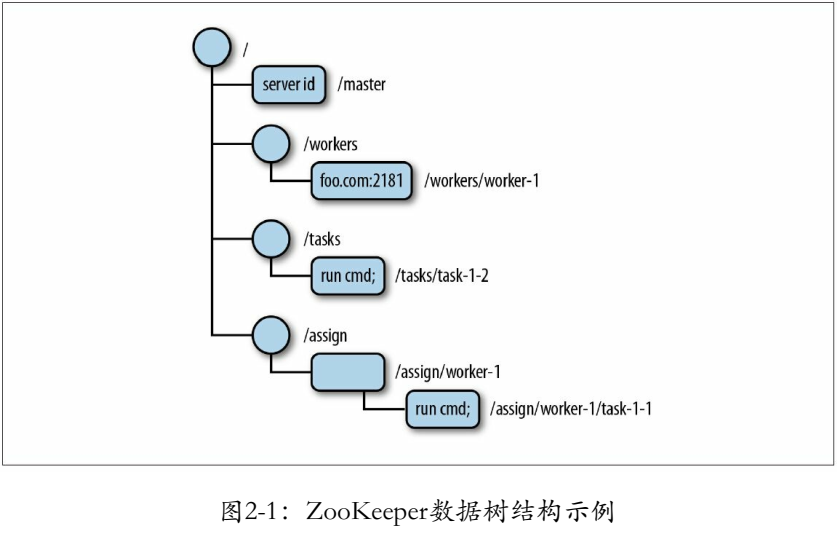 /
server id /master
/workers
foo.com:2181 /workers/worker-1
/tasks
run cmd; /tasks/task-1-2
/assign
/assign/worker-1
run cmd; /assign/worker-1/task-1-1
图2-1：ZooKeeper数据树结构示例